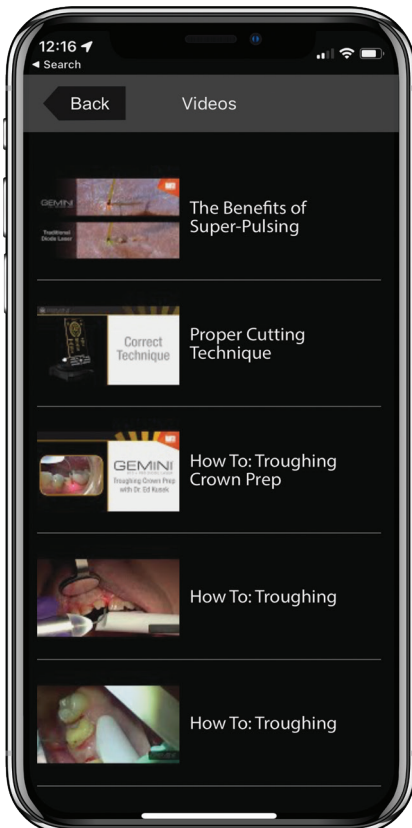 12:16
◀ Search
Back
Videos
GEMINI
Traditional
Diode Laser
The Benefits of
Super-Pulsing
Correct
Technique
Proper Cutting
Technique
GEMINI
Troughing Crown Prep
with Dr. Ed Kusek
How To: Troughing
Crown Prep
How To: Troughing
How To: Troughing